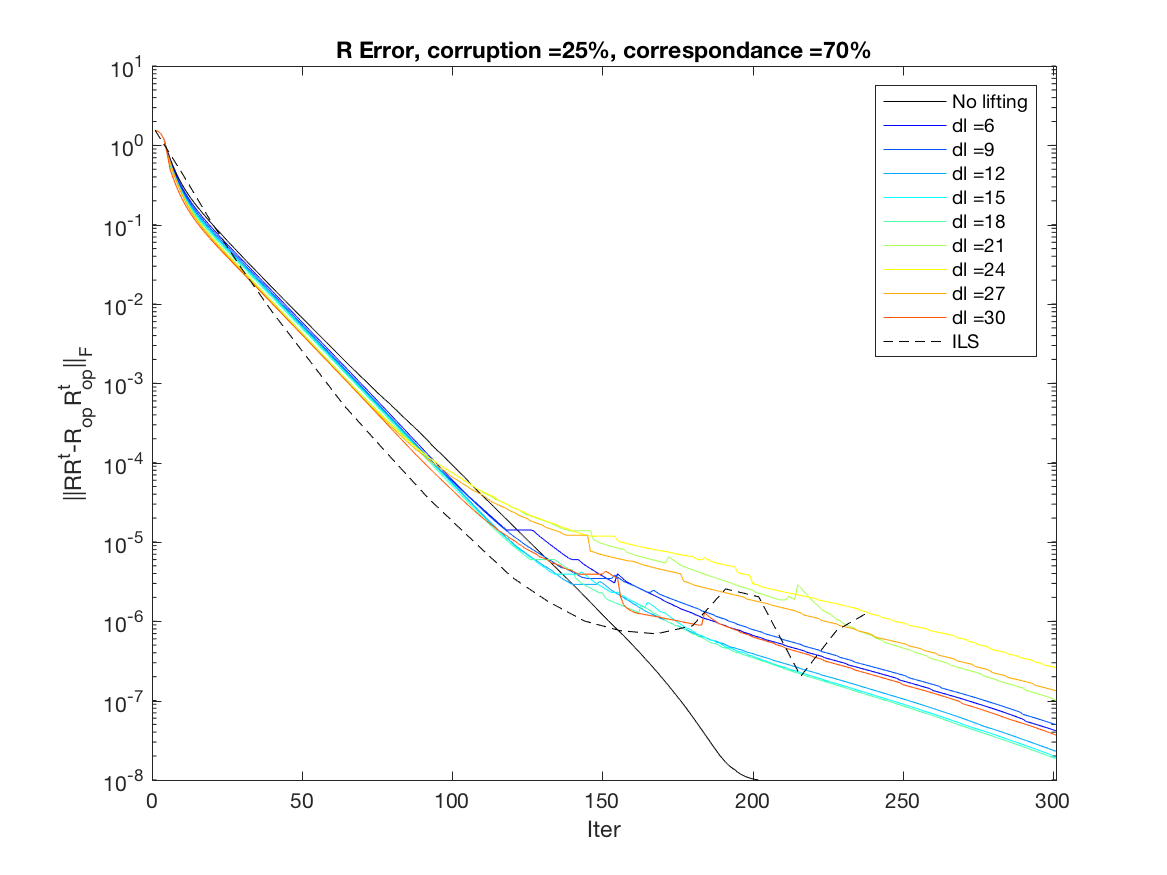 R Error, corruption =25%, correspondance =70%
10^1
10^0
10^-1
10^-2
10^-3
10^-4
10^-5
10^-6
10^-7
10^-8
||RR^t-R_op R^t_op||_F
0 50 100 150 200 250 300
Iter
No lifting
dl =6
dl =9
dl =12
dl =15
dl =18
dl =21
dl =24
dl =27
dl =30
ILS